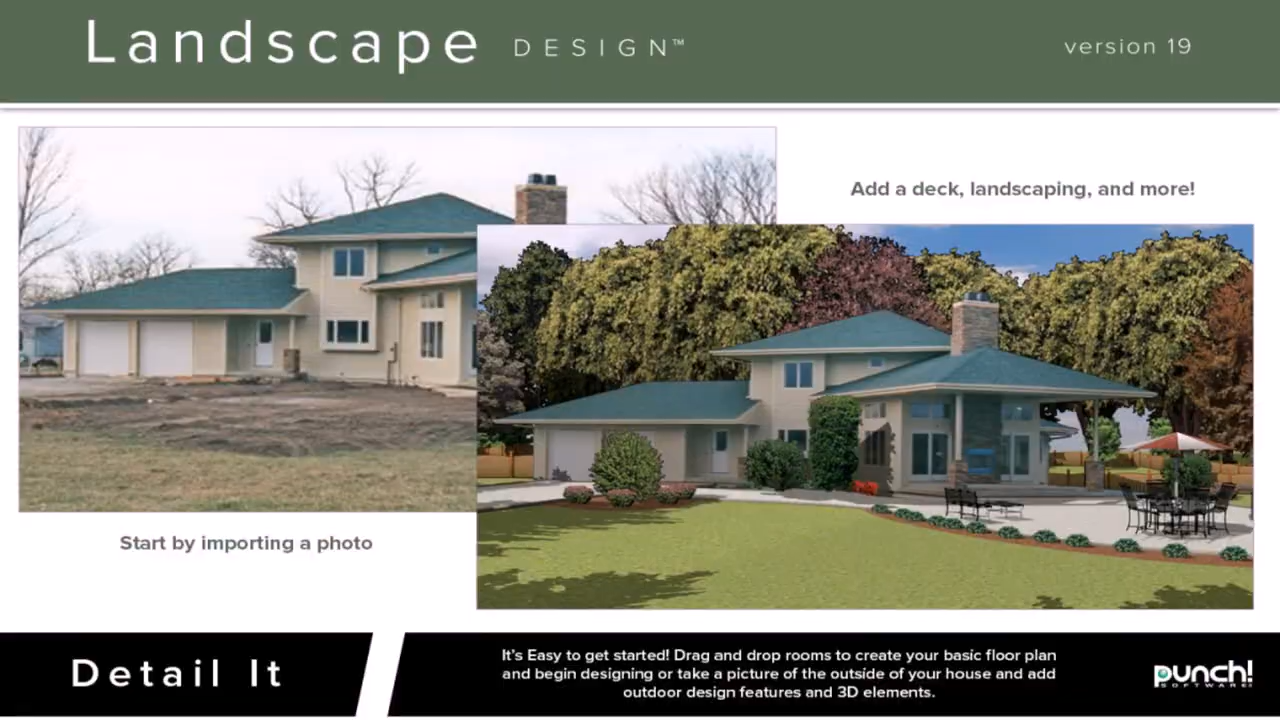 Landscape DESIGN™
version 19
Add a deck, landscaping, and more!
Start by importing a photo
Detail It
It's Easy to get started! Drag and drop rooms to create your basic floor plan
and begin designing or take a picture of the outside of your house and add
outdoor design features and 3D elements.
punch!
SOFTWARE